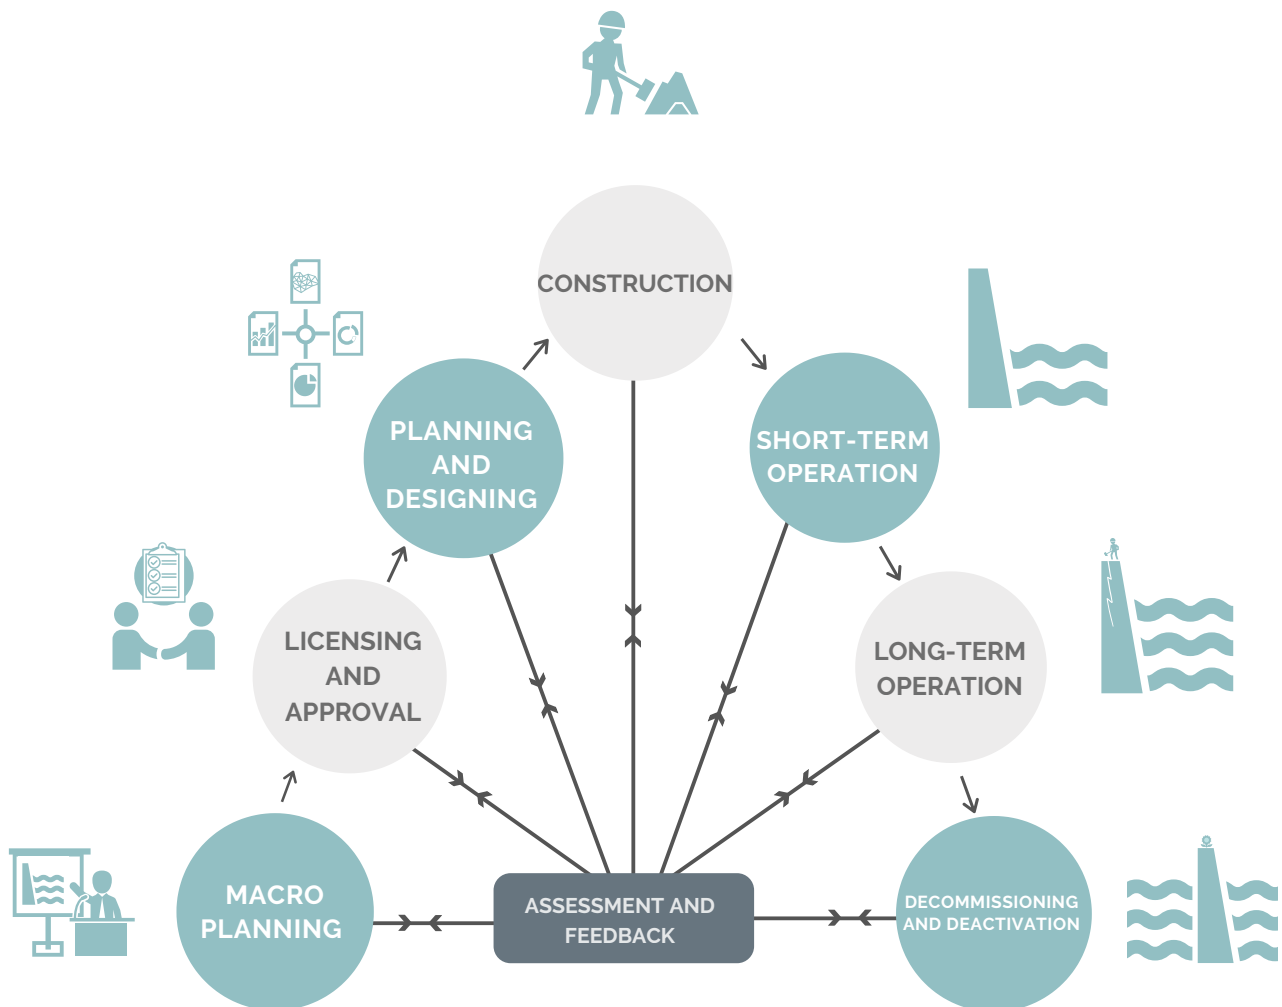 CONSTRUCTION
PLANNING
AND
DESIGNING
SHORT-TERM
OPERATION
LICENSING
AND
APPROVAL
LONG-TERM
OPERATION
MACRO
PLANNING
ASSESSMENT AND
FEEDBACK
DECOMMISSIONING
AND DEACTIVATION